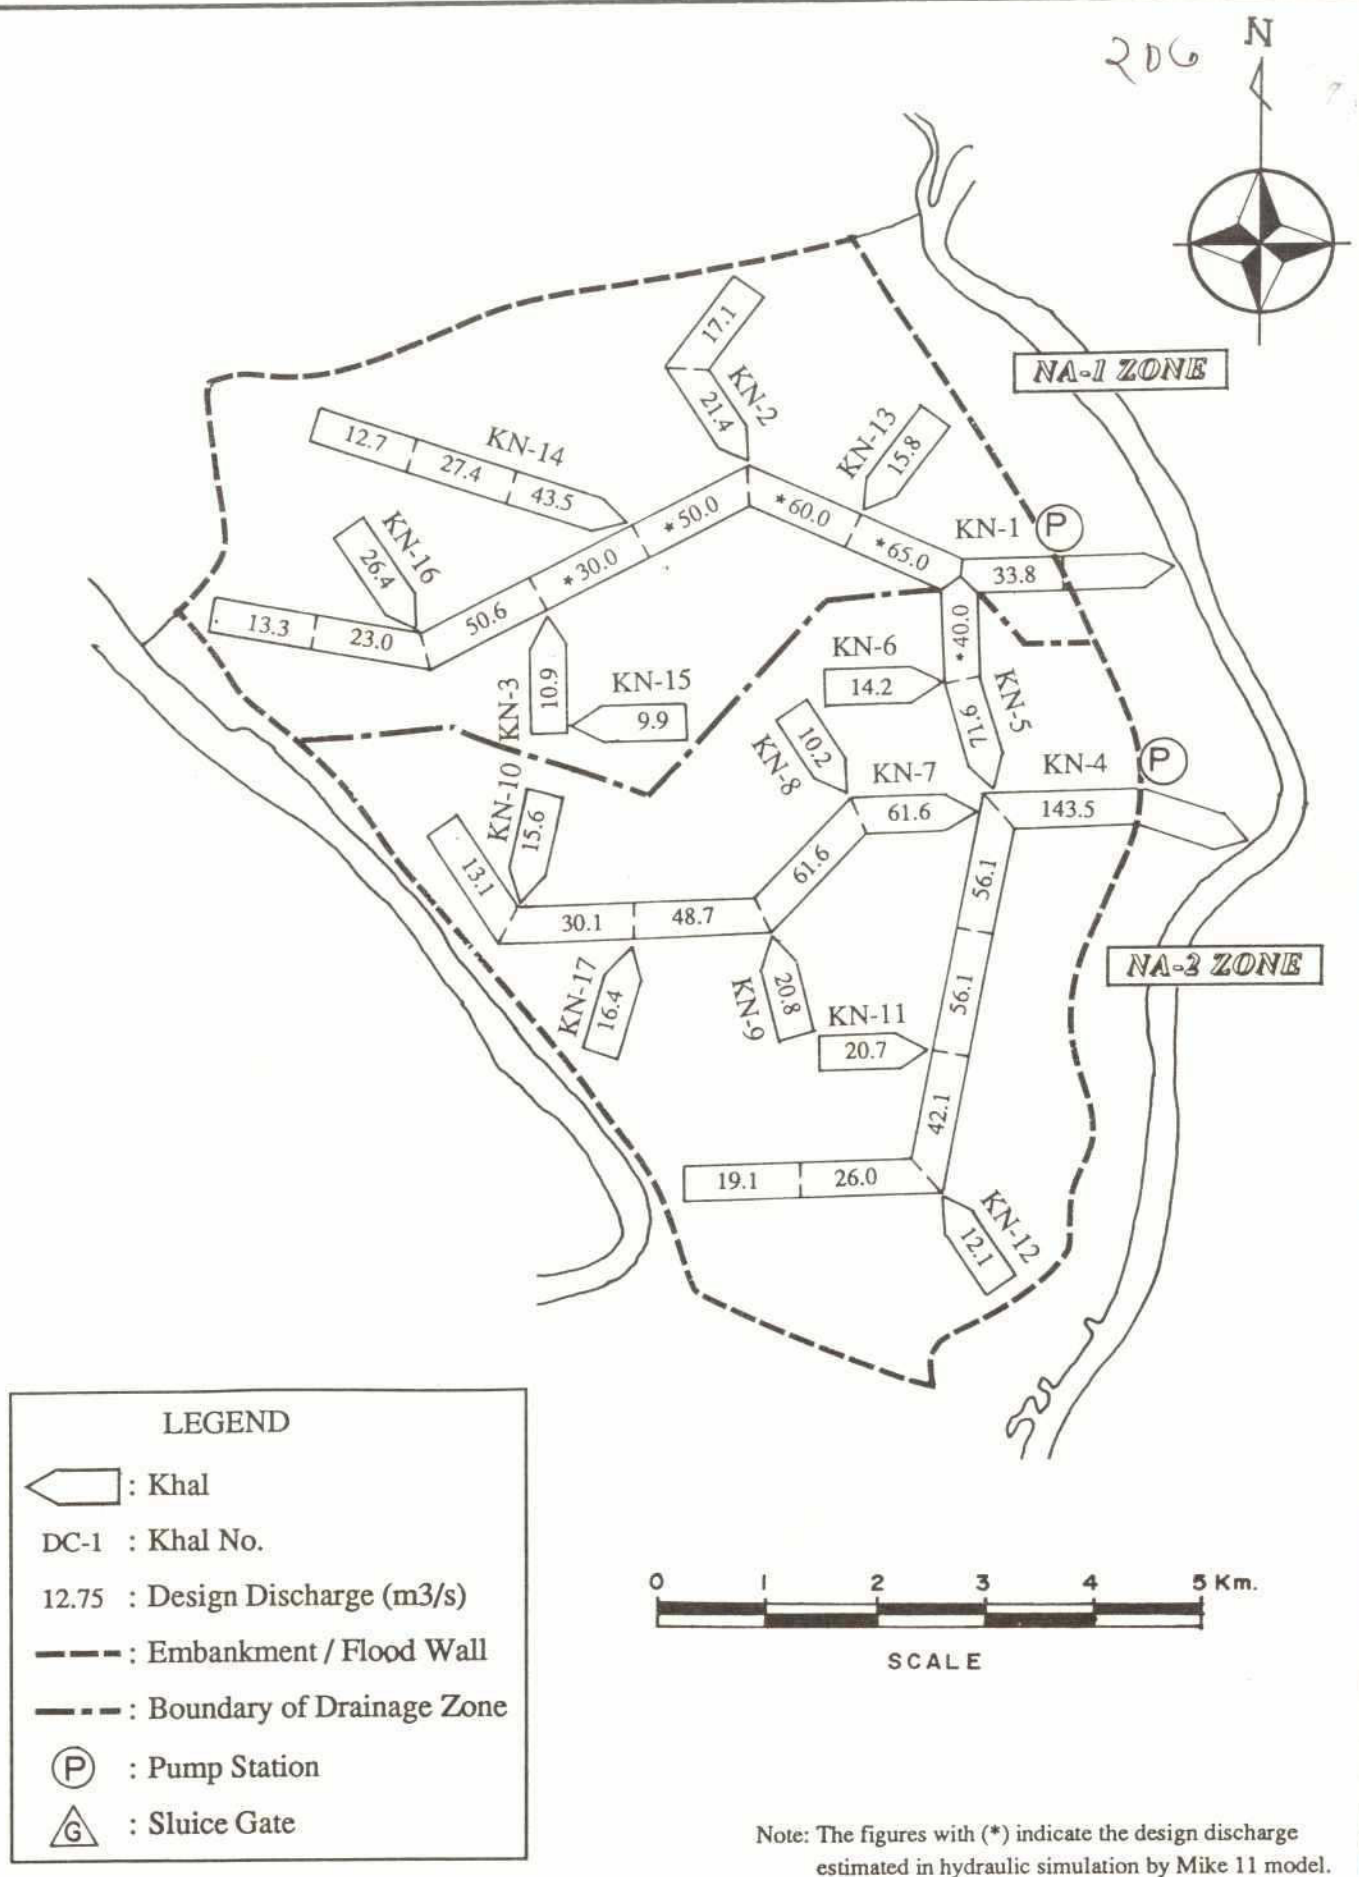 206
N
NA-1 ZONE
17.1
KN-2
21.4
KN-13
15.8
12.7
27.4
43.5
KN-14
*50.0
*60.0
*65.0
KN-1
P
33.8
KN-16
26.4
*30.0
50.6
13.3
23.0
*40.0
KN-6
14.2
KN-5
71.6
KN-3
10.9
KN-15
9.9
10.2
KN-8
KN-7
61.6
KN-4
P
143.5
KN-10
15.6
13.1
61.6
30.1
48.7
56.1
NA-2 ZONE
KN-17
16.4
KN-9
20.8
KN-11
20.7
56.1
42.1
19.1
26.0
KN-12
12.1
LEGEND
: Khal
DC-1 : Khal No.
12.75 : Design Discharge (m3/s)
: Embankment / Flood Wall
: Boundary of Drainage Zone
P : Pump Station
G : Sluice Gate
0 1 2 3 4 5 Km.
SCALE
Note: The figures with (*) indicate the design discharge
estimated in hydraulic simulation by Mike 11 model.